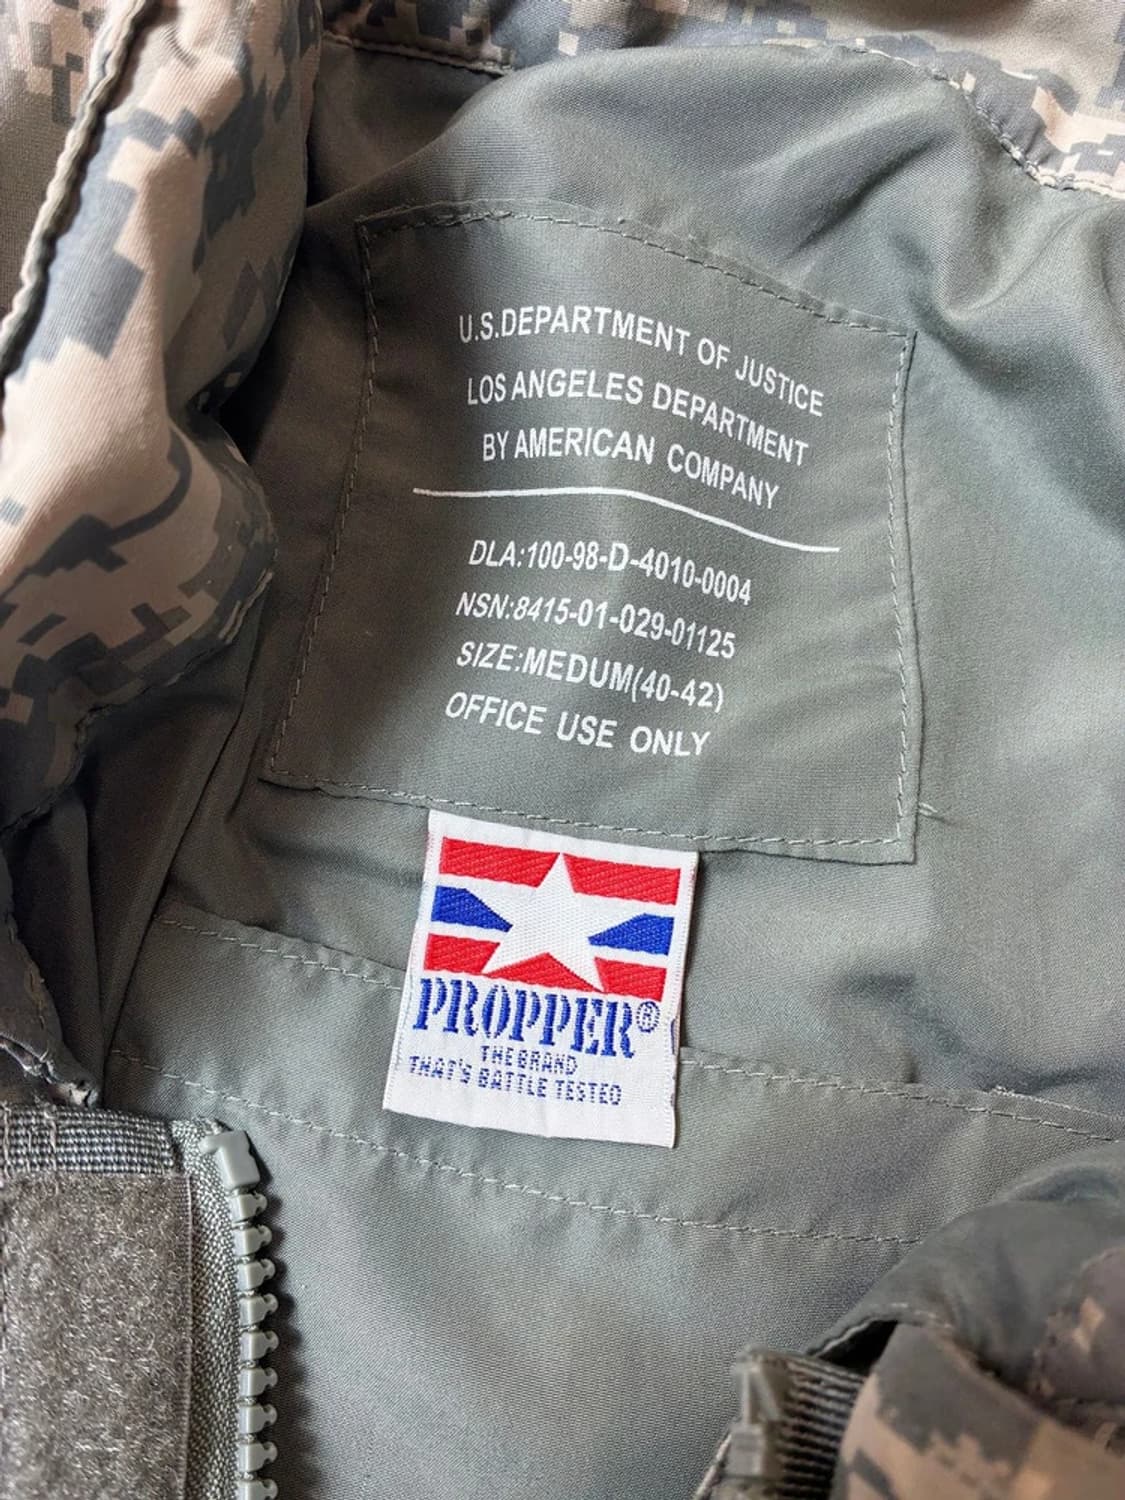 U.S.DEPARTMENT OF JUSTICE
LOS ANGELES DEPARTMENT
BY AMERICAN COMPANY
DLA:100-98-D-4010-0004
NSN:8415-01-029-01125
SIZE:MEDUM(40-42)
OFFICE USE ONLY
PROPPER®
THE BRAND
THAT'S BATTLE TESTED